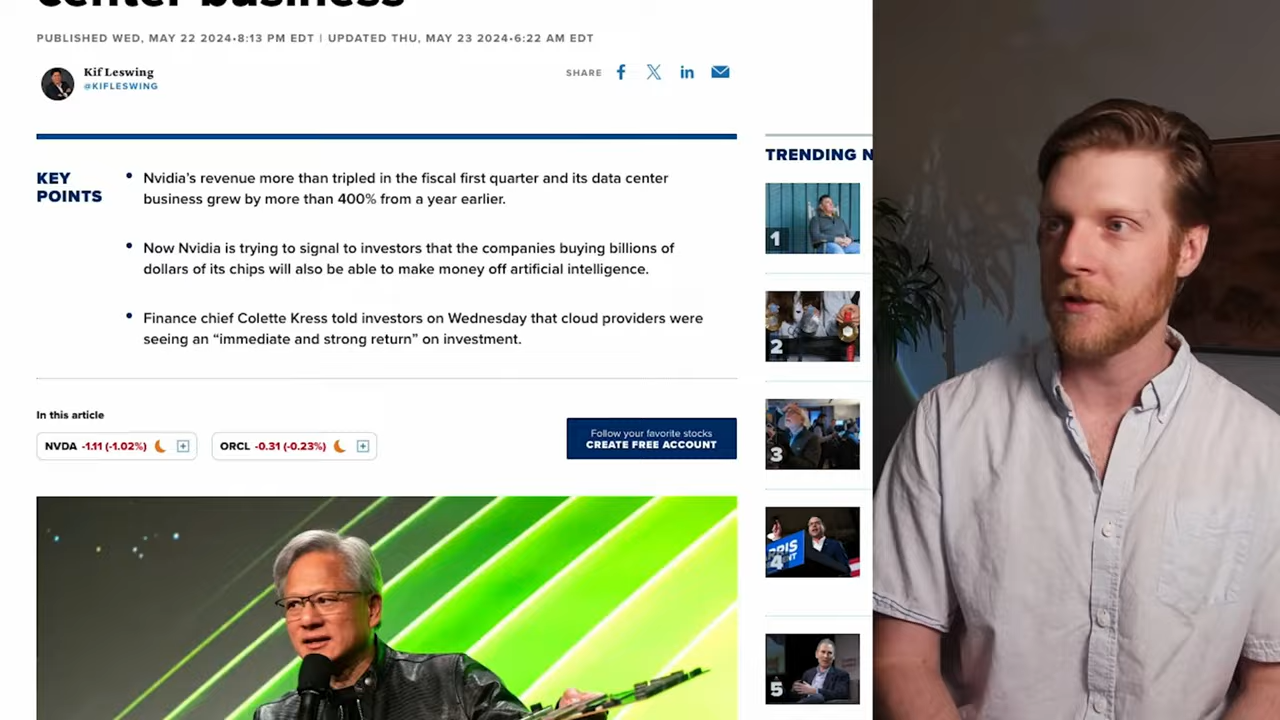 center business
PUBLISHED WED, MAY 22 2024•8:13 PM EDT | UPDATED THU, MAY 23 2024•6:22 AM EDT
Kif Leswing
@KIFLESWING
SHARE
KEY
POINTS
Nvidia's revenue more than tripled in the fiscal first quarter and its data center
business grew by more than 400% from a year earlier.
Now Nvidia is trying to signal to investors that the companies buying billions of
dollars of its chips will also be able to make money off artificial intelligence.
Finance chief Colette Kress told investors on Wednesday that cloud providers were
seeing an “immediate and strong return” on investment.
In this article
NVDA -1.11 (-1.02%)
ORCL -0.31 (-0.23%)
Follow your favorite stocks
CREATE FREE ACCOUNT
TRENDING N
1
2
3
RIS
4
5